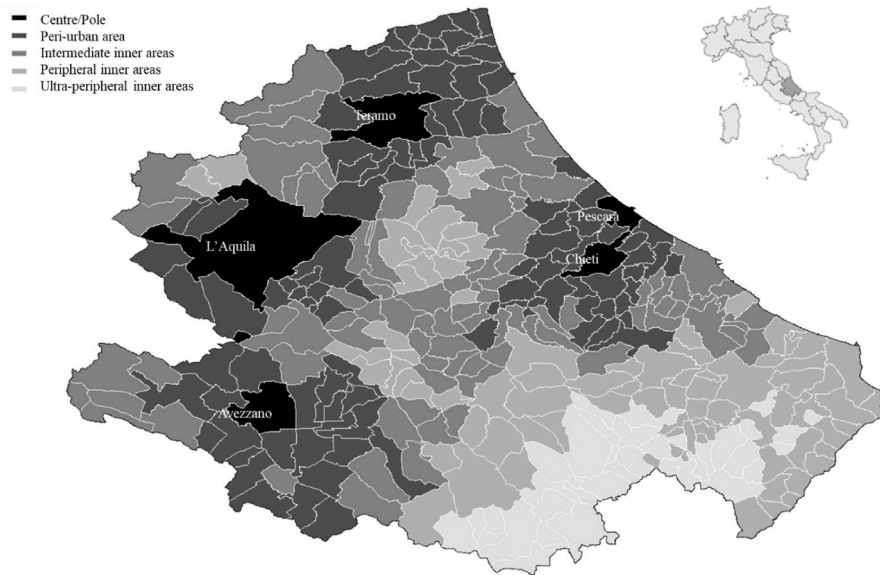 Centre/Pole
Peri-urban area
Intermediate inner areas
Peripheral inner areas
Ultra-peripheral inner areas
Teramo
Pescara
L'Aquila
Chieti
Avezzano